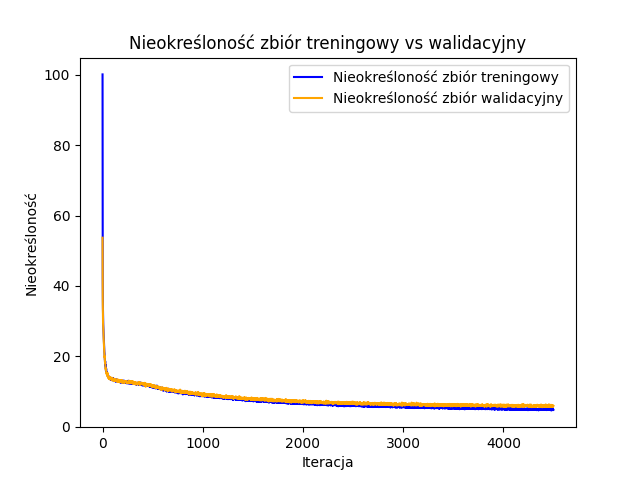 Nieokreśloność zbiór treningowy vs walidacyjny
Nieokreśloność zbiór treningowy
Nieokreśloność zbiór walidacyjny
Nieokreśloność
100
80
60
40
20
0
0 1000 2000 3000 4000
Iteracja